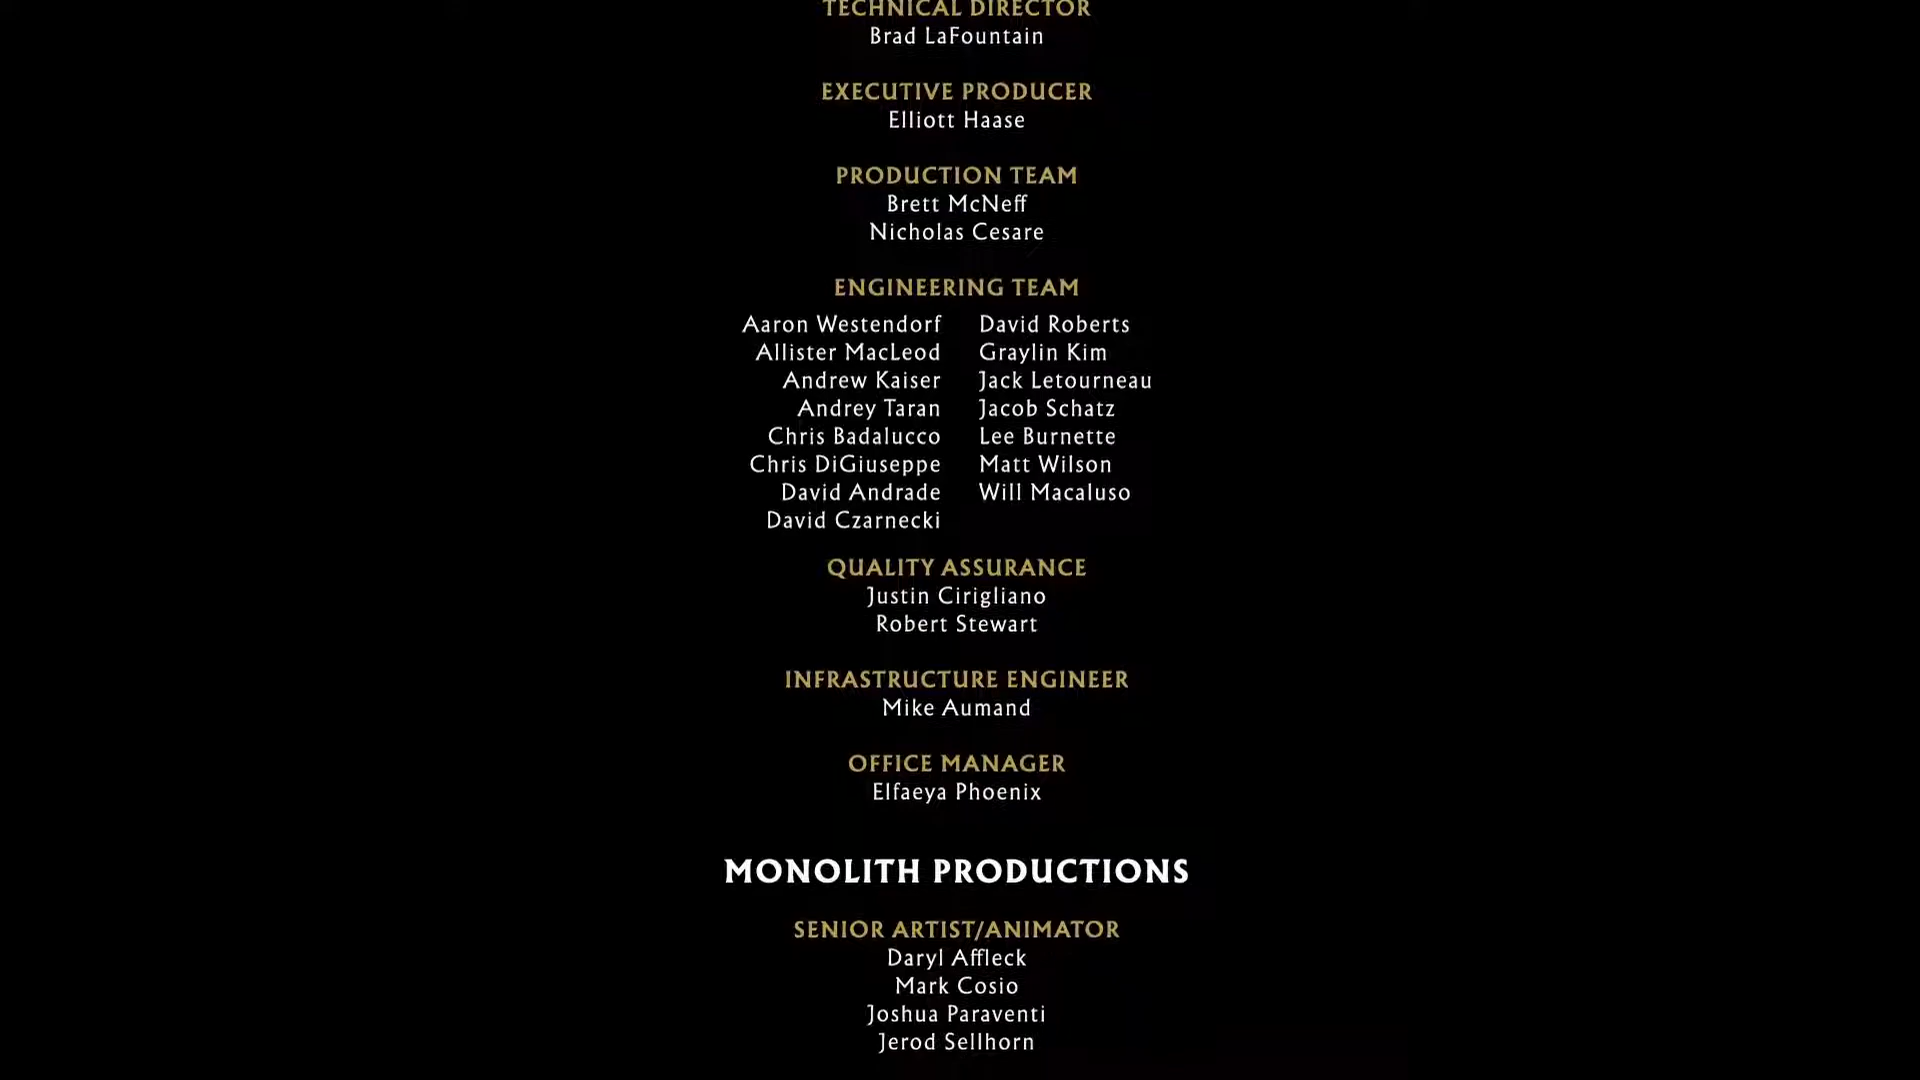 TECHNICAL DIRECTOR
Brad LaFountain
EXECUTIVE PRODUCER
Elliott Haase
PRODUCTION TEAM
Brett McNeff
Nicholas Cesare
ENGINEERING TEAM
Aaron Westendorf David Roberts
Allister MacLeod Graylin Kim
Andrew Kaiser Jack Letourneau
Andrey Taran Jacob Schatz
Chris Badalucco Lee Burnette
Chris DiGiuseppe Matt Wilson
David Andrade Will Macaluso
David Czarnecki
QUALITY ASSURANCE
Justin Cirigliano
Robert Stewart
INFRASTRUCTURE ENGINEER
Mike Aumand
OFFICE MANAGER
Elfaeya Phoenix
MONOLITH PRODUCTIONS
SENIOR ARTIST/ANIMATOR
Daryl Affleck
Mark Cosio
Joshua Paraventi
Jerod Sellhorn